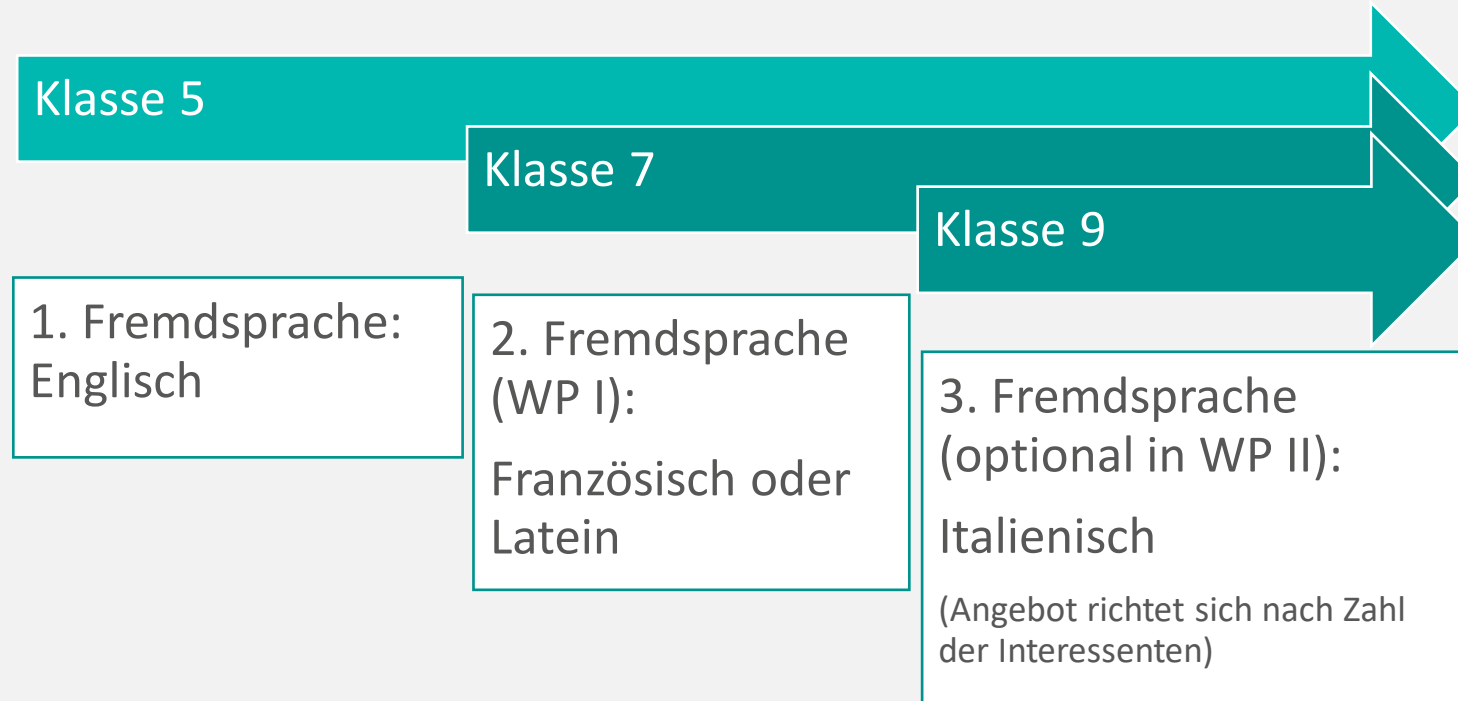 Klasse 5
Klasse 7
Klasse 9
1. Fremdsprache:
Englisch
2. Fremdsprache
(WP I):
Französisch oder
Latein
3. Fremdsprache
(optional in WP II):
Italienisch
(Angebot richtet sich nach Zahl
der Interessenten)